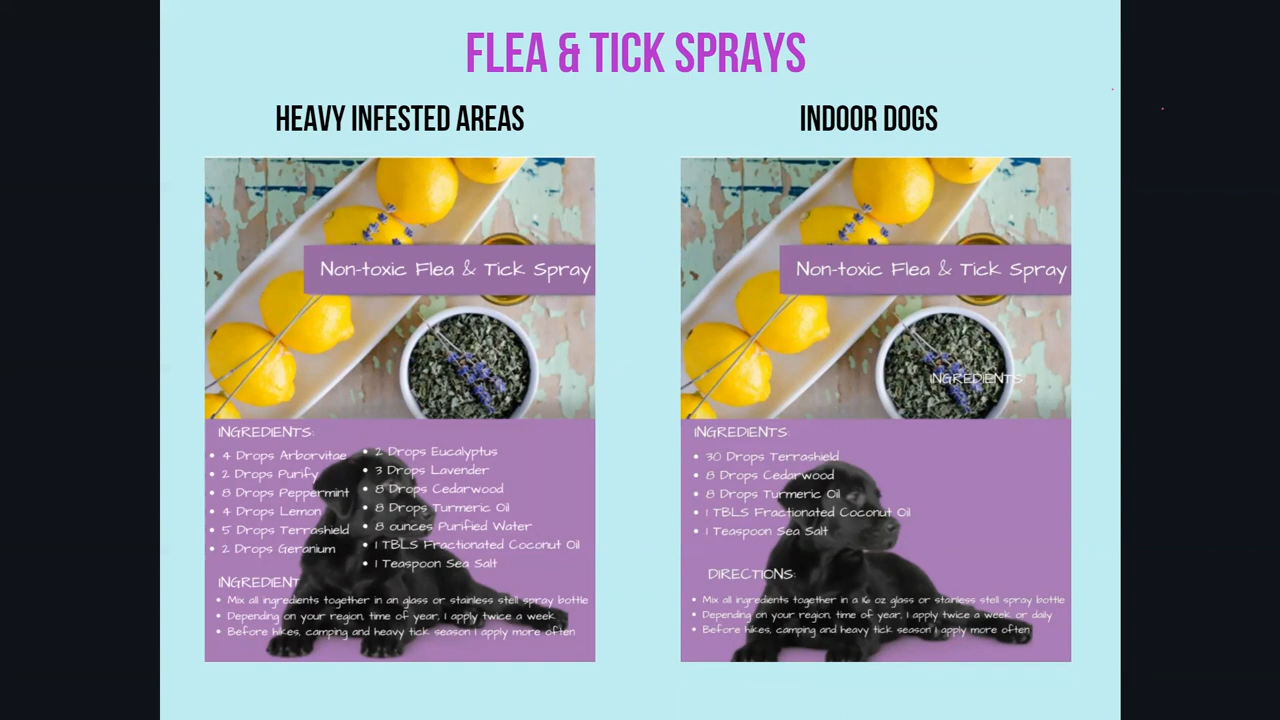 FLEA & TICK SPRAYS
HEAVY INFESTED AREAS
Non-toxic Flea & Tick Spray
INGREDIENTS:
• 4 Drops Arborvitae
• 2 Drops Purify
• 8 Drops Peppermint
• 4 Drops Lemon
• 5 Drops Terrashield
• 2 Drops Geranium
• 2 Drops Eucalyptus
• 3 Drops Lavender
• 8 Drops Cedarwood
• 8 Drops Turmeric Oil
• 8 ounces Purified Water
• 1 TBLS Fractionated Coconut Oil
• 1 Teaspoon Sea Salt
INGREDIENT
• Mix all ingredients together in an glass or stainless stell spray bottle
• Depending on your region, time of year, I apply twice a week
• Before hikes, camping and heavy tick season I apply more often
INDOOR DOGS
Non-toxic Flea & Tick Spray
INGREDIENTS:
INGREDIENTS:
• 30 Drops Terrashield
• 8 Drops Cedarwood
• 8 Drops Turmeric Oil
• 1 TBLS Fractionated Coconut Oil
• 1 Teaspoon Sea Salt
DIRECTIONS:
• Mix all ingredients together in a 16 oz glass or stainless stell spray bottle
• Depending on your region, time of year, I apply twice a week or daily
• Before hikes, camping and heavy tick season I apply more often